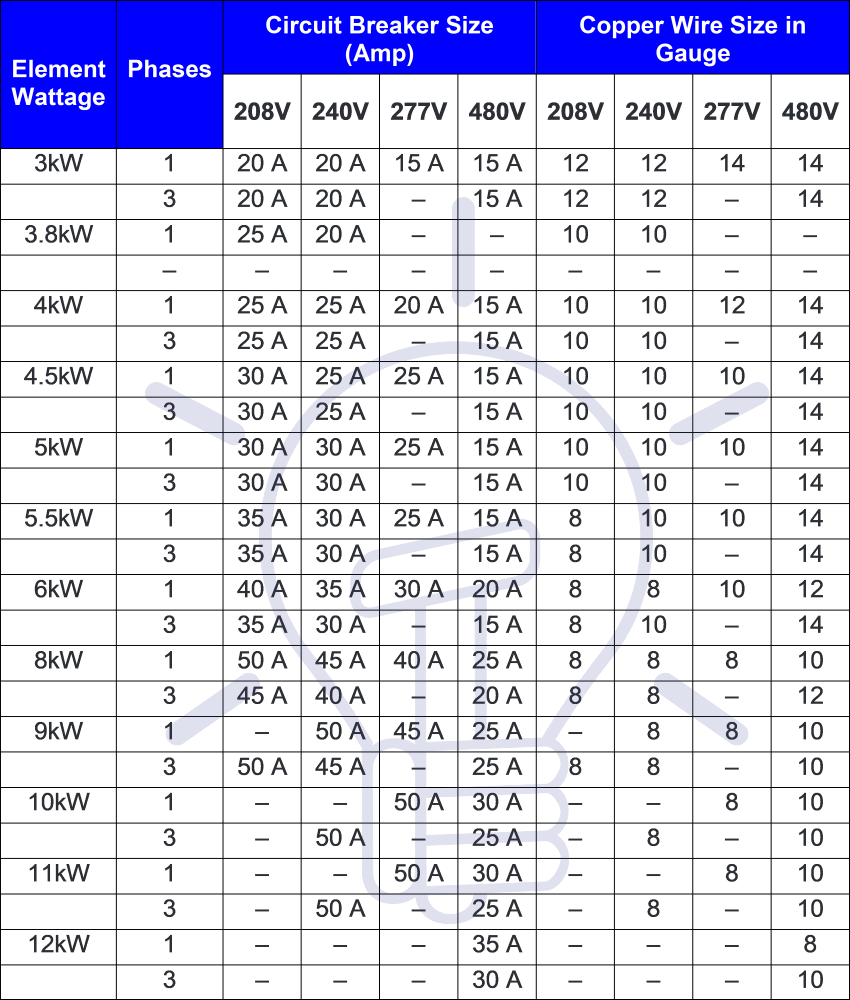 Element Wattage Phases Circuit Breaker Size (Amp) Copper Wire Size in Gauge
208V 240V 277V 480V 208V 240V 277V 480V
3kW 1 20 A 20 A 15 A 15 A 12 12 14 14
3 20 A 20 A – 15 A 12 12 – 14
3.8kW 1 25 A 20 A – – 10 10 – –
– – – – – – – – –
4kW 1 25 A 25 A 20 A 15 A 10 10 12 14
3 25 A 25 A – 15 A 10 10 – 14
4.5kW 1 30 A 25 A 25 A 15 A 10 10 10 14
3 30 A 25 A – 15 A 10 10 – 14
5kW 1 30 A 30 A 25 A 15 A 10 10 10 14
3 30 A 30 A – 15 A 10 10 – 14
5.5kW 1 35 A 30 A 25 A 15 A 8 10 10 14
3 35 A 30 A – 15 A 8 10 – 14
6kW 1 40 A 35 A 30 A 20 A 8 8 10 12
3 35 A 30 A – 15 A 8 10 – 14
8kW 1 50 A 45 A 40 A 25 A 8 8 8 10
3 45 A 40 A – 20 A 8 8 – 12
9kW 1 – 50 A 45 A 25 A – 8 8 10
3 50 A 45 A – 25 A 8 8 – 10
10kW 1 – – 50 A 30 A – – 8 10
3 – 50 A – 25 A – 8 – 10
11kW 1 – – 50 A 30 A – – 8 10
3 – 50 A – 25 A – 8 – 10
12kW 1 – – – 35 A – – – 8
3 – – – 30 A – – – 10